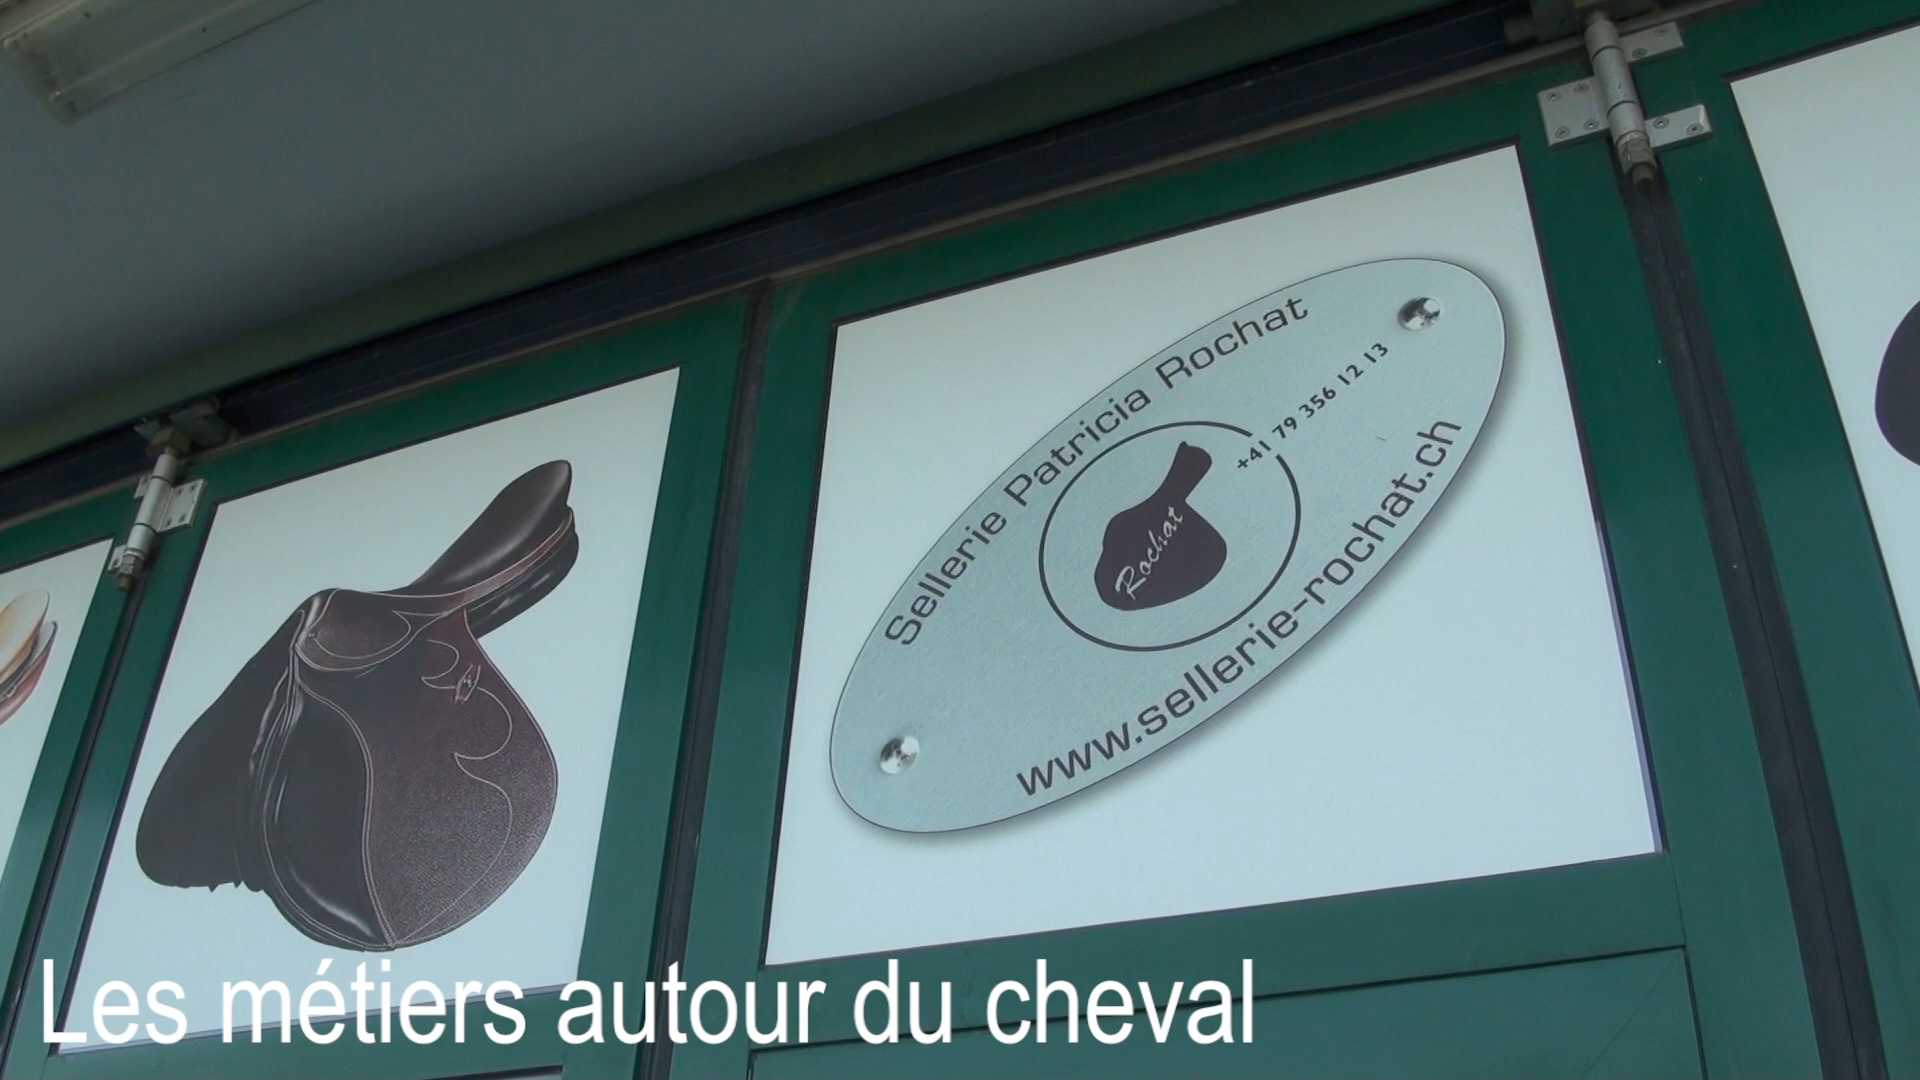 Sellerie Patricia Rochat
+41 79 356 12 13
Rochat
www.sellerie-rochat.ch
Les métiers autour du cheval